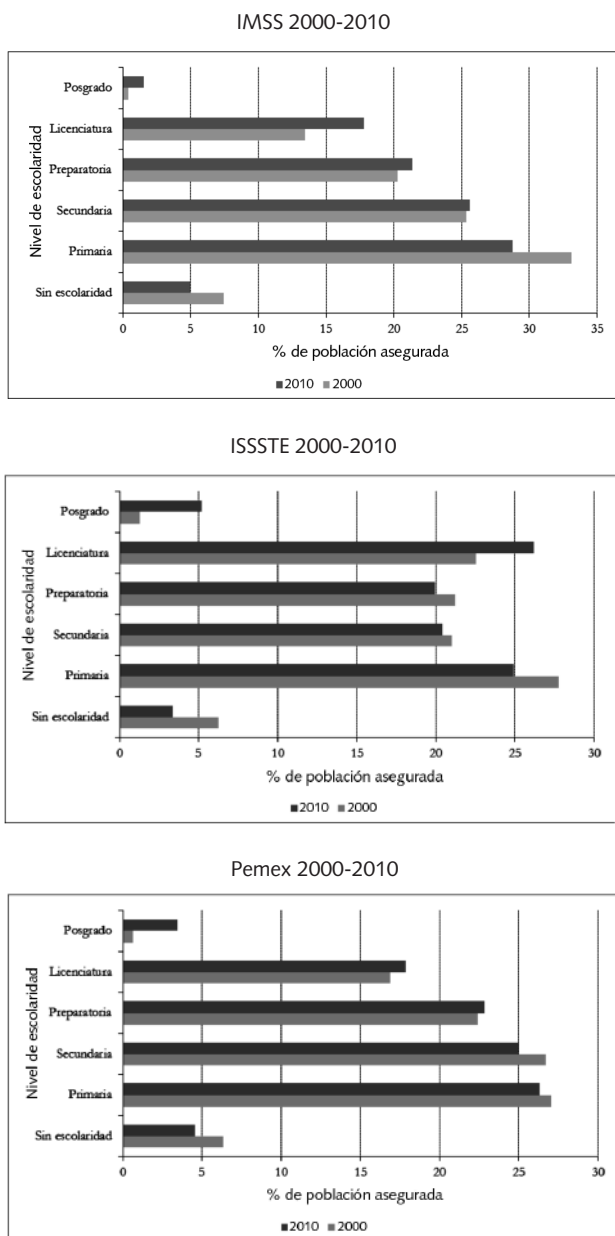 IMSS 2000-2010
Nivel de escolaridad
Posgrado
Licenciatura
Preparatoria
Secundaria
Primaria
Sin escolaridad
0 5 10 15 20 25 30 35
% de población asegurada
2010 2000
ISSSTE 2000-2010
Nivel de escolaridad
Posgrado
Licenciatura
Preparatoria
Secundaria
Primaria
Sin escolaridad
0 5 10 15 20 25 30
% de población asegurada
2010 2000
Pemex 2000-2010
Nivel de escolaridad
Posgrado
Licenciatura
Preparatoria
Secundaria
Primaria
Sin escolaridad
0 5 10 15 20 25 30
% de población asegurada
2010 2000